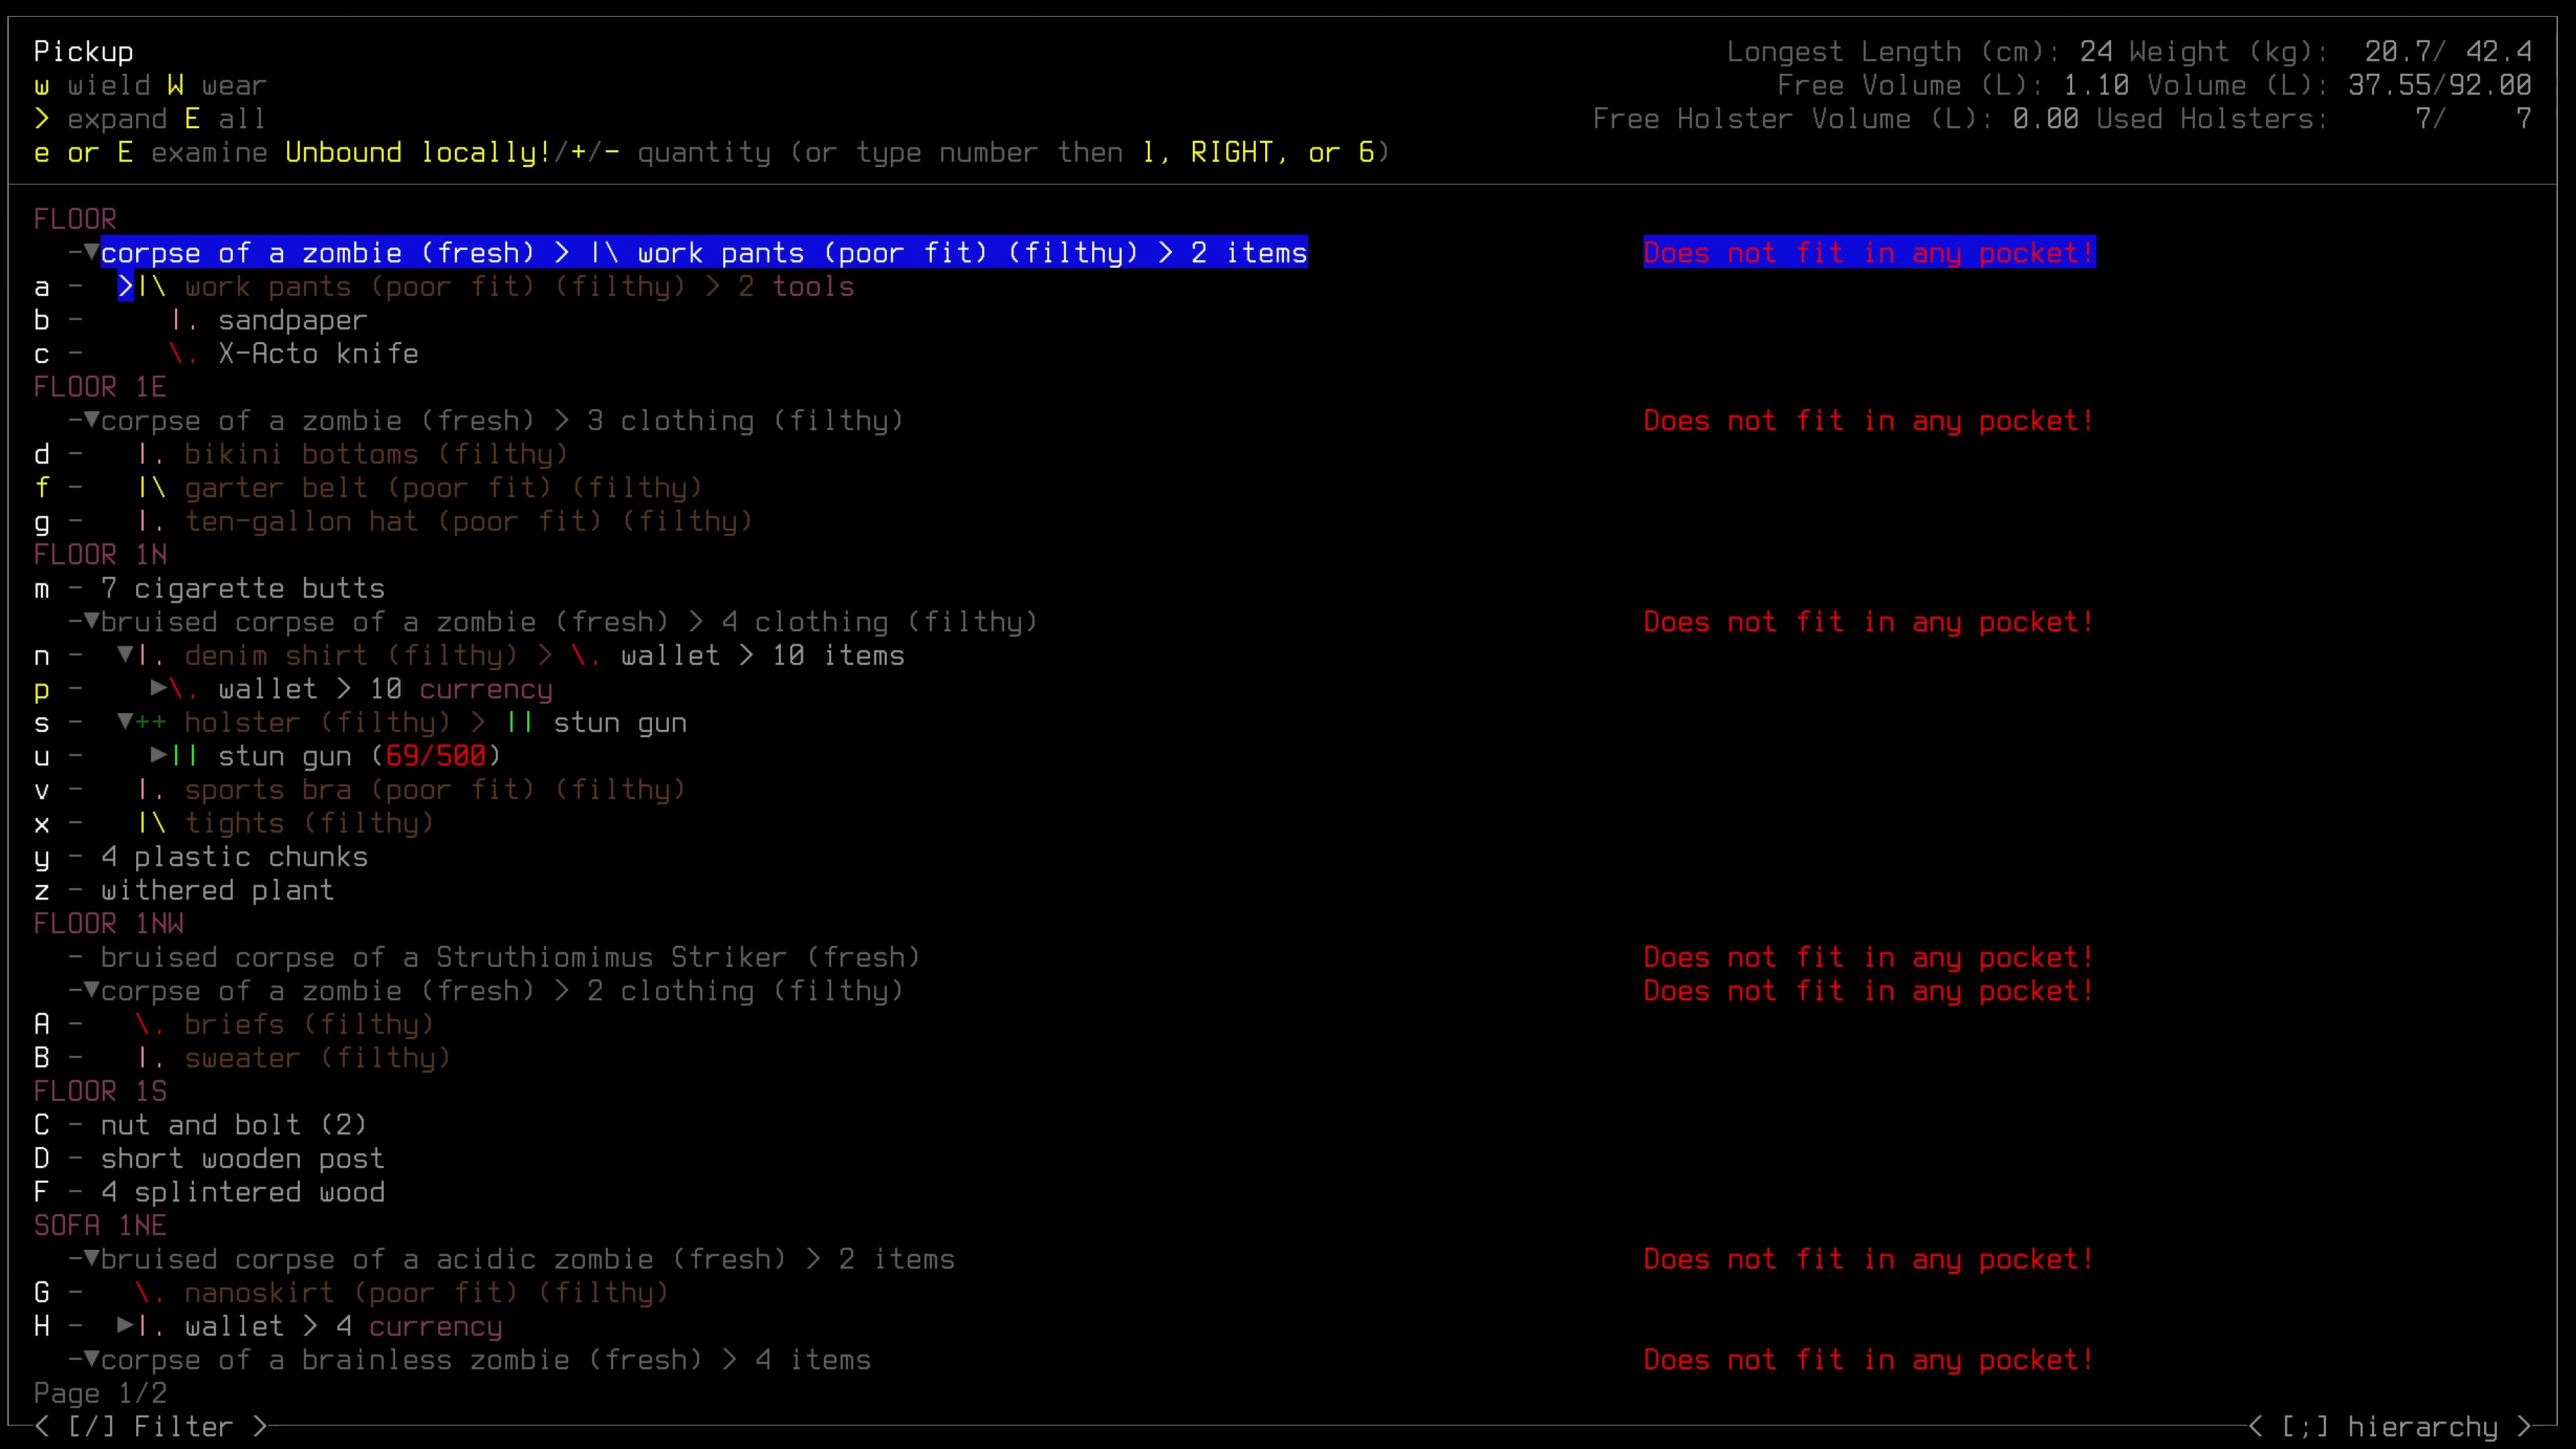 Pickup Longest Length (cm): 24 Weight (kg): 20.7/ 42.4
w wield W wear Free Volume (L): 1.10 Volume (L): 37.55/92.00
> expand E all Free Holster Volume (L): 0.00 Used Holsters: 7/ 7
e or E examine Unbound locally!/+/- quantity (or type number then l, RIGHT, or 6)
FLOOR
-▼corpse of a zombie (fresh) > |\ work pants (poor fit) (filthy) > 2 items Does not fit in any pocket!
a - >|\ work pants (poor fit) (filthy) > 2 tools
b - |. sandpaper
c - \. X-Acto knife
FLOOR 1E
-▼corpse of a zombie (fresh) > 3 clothing (filthy) Does not fit in any pocket!
d - |. bikini bottoms (filthy)
f - |\ garter belt (poor fit) (filthy)
g - |. ten-gallon hat (poor fit) (filthy)
FLOOR 1N
m - 7 cigarette butts
-▼bruised corpse of a zombie (fresh) > 4 clothing (filthy) Does not fit in any pocket!
n - ▼|. denim shirt (filthy) > \. wallet > 10 items
p - ▶\. wallet > 10 currency
s - ▼++ holster (filthy) > || stun gun
u - ▶|| stun gun (69/500)
v - |. sports bra (poor fit) (filthy)
x - |\ tights (filthy)
y - 4 plastic chunks
z - withered plant
FLOOR 1NW
- bruised corpse of a Struthiomimus Striker (fresh) Does not fit in any pocket!
-▼corpse of a zombie (fresh) > 2 clothing (filthy) Does not fit in any pocket!
A - \. briefs (filthy)
B - |. sweater (filthy)
FLOOR 1S
C - nut and bolt (2)
D - short wooden post
F - 4 splintered wood
SOFA 1NE
-▼bruised corpse of a acidic zombie (fresh) > 2 items Does not fit in any pocket!
G - \. nanoskirt (poor fit) (filthy)
H - ▶|. wallet > 4 currency
-▼corpse of a brainless zombie (fresh) > 4 items Does not fit in any pocket!
Page 1/2
< [/] Filter > < [;] hierarchy >